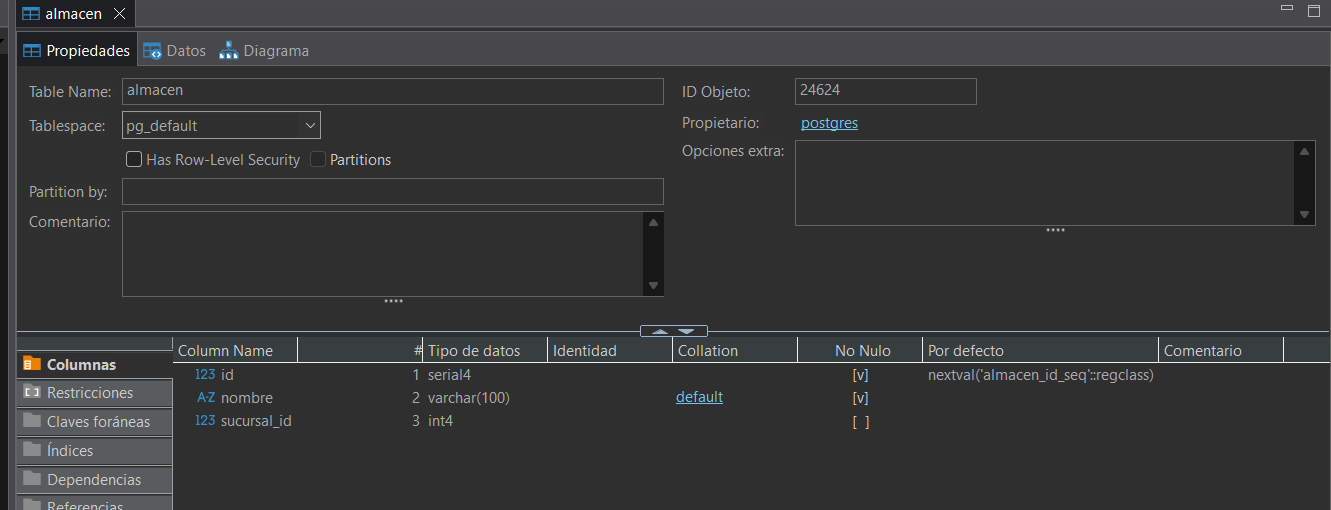 almacen
Propiedades Datos Diagrama
Table Name: almacen
ID Objeto: 24624
Tablespace: pg_default
Propietario: postgres
Has Row-Level Security Partitions
Opciones extra:
Partition by:
Comentario:
Column Name # Tipo de datos Identidad Collation No Nulo Por defecto Comentario
Columnas
Restricciones
Claves foráneas
Índices
Dependencias
Referencias
123 id 1 serial4 [v] nextval('almacen_id_seq'::regclass)
A-Z nombre 2 varchar(100) default [v]
123 sucursal_id 3 int4 [ ]